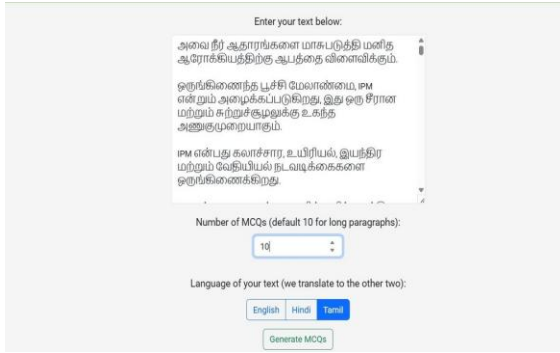 Enter your text below:
அவை நீர் ஆதாரங்களை மாசுபடுத்தி மனித
ஆரோக்கியத்திற்கு ஆபத்தை விளைவிக்கும்.
ஒருங்கிணைந்த பூச்சி மேலாண்மை, IPM
என்றும் அழைக்கப்படுகிறது, இது ஒரு சீரான
மற்றும் சுற்றுச்சூழலுக்கு உகந்த
அணுகுமுறையாகும்.
IPM என்பது கலாச்சார, உயிரியல், இயந்திர
மற்றும் வேதியியல் நடவடிக்கைகளை
ஒருங்கிணைக்கிறது.
Number of MCQs (default 10 for long paragraphs):
10
Language of your text (we translate to the other two):
English Hindi Tamil
Generate MCQs